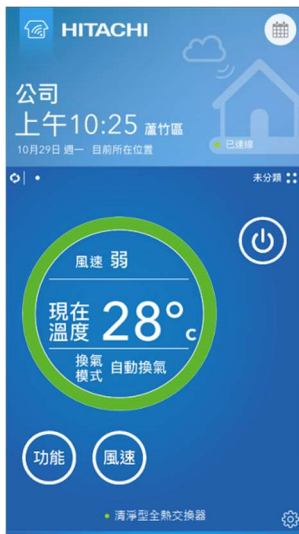 HITACHI
公司
上午10:25 蘆竹區
10月29日 週一 目前所在位置
已連線
未分類
風速 弱
現在溫度 28°c
換氣模式 自動換氣
功能 風速
清淨型全熱交換器